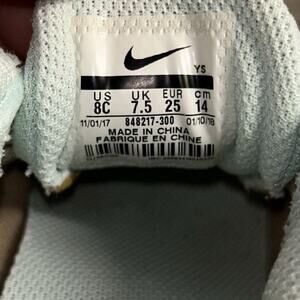 YS
US UK EUR cm
8C 7.5 25 14
11/01/17 848217-300 01/10/18
MADE IN CHINA
FABRIQUE EN CHINE